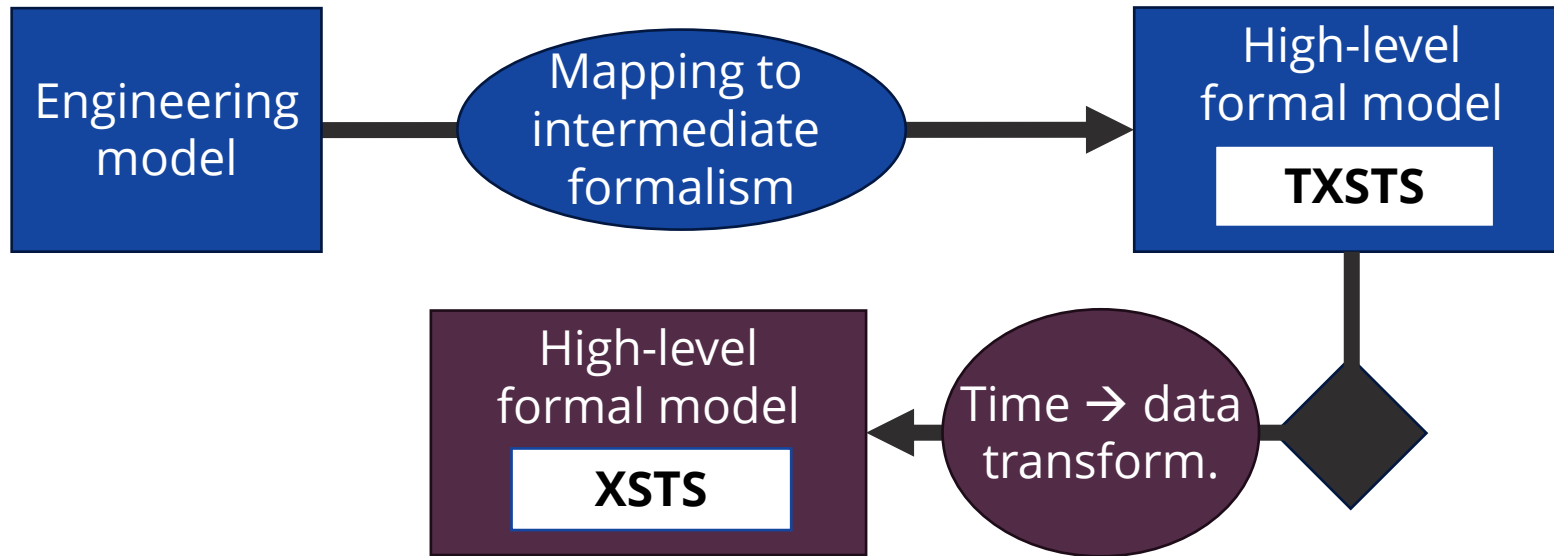 Engineering
model
Mapping to
intermediate
formalism
High-level
formal model
TXSTS
High-level
formal model
XSTS
Time → data
transform.